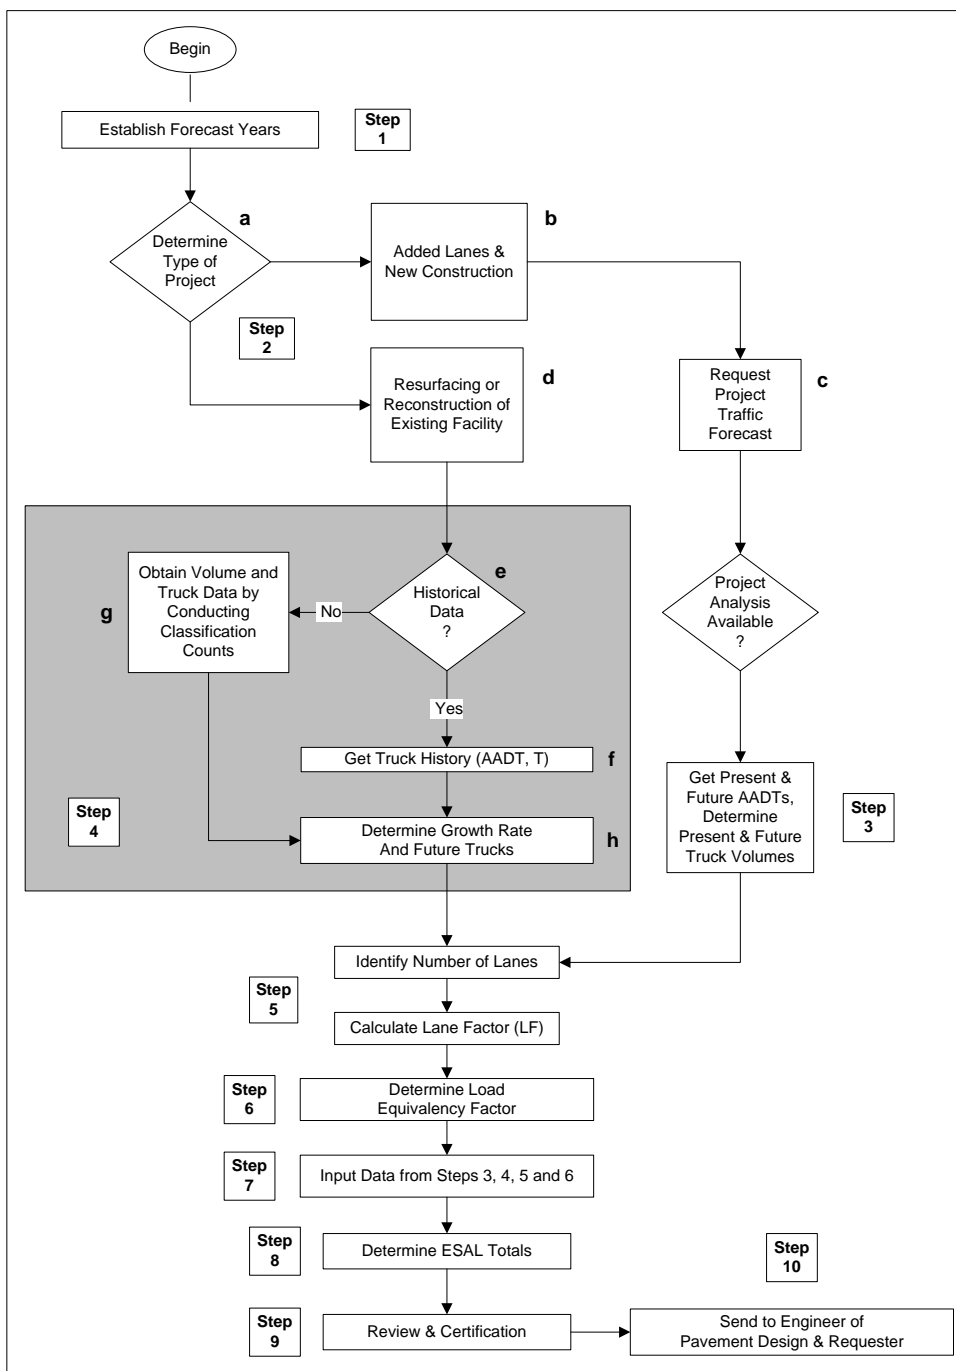 Begin
Establish Forecast Years
Step
1
a
Determine
Type of
Project
b
Added Lanes &
New Construction
Step
2
d
Resurfacing or
Reconstruction of
Existing Facility
c
Request
Project
Traffic
Forecast
e
Historical
Data
?
No
g
Obtain Volume and
Truck Data by
Conducting
Classification
Counts
Project
Analysis
Available
?
Yes
Get Truck History (AADT, T)
f
Step
4
Determine Growth Rate
And Future Trucks
h
Get Present &
Future AADTs,
Determine
Present & Future
Truck Volumes
Step
3
Identify Number of Lanes
Step
5
Calculate Lane Factor (LF)
Step
6
Determine Load
Equivalency Factor
Step
7
Input Data from Steps 3, 4, 5 and 6
Step
8
Determine ESAL Totals
Step
10
Step
9
Review & Certification
Send to Engineer of
Pavement Design & Requester